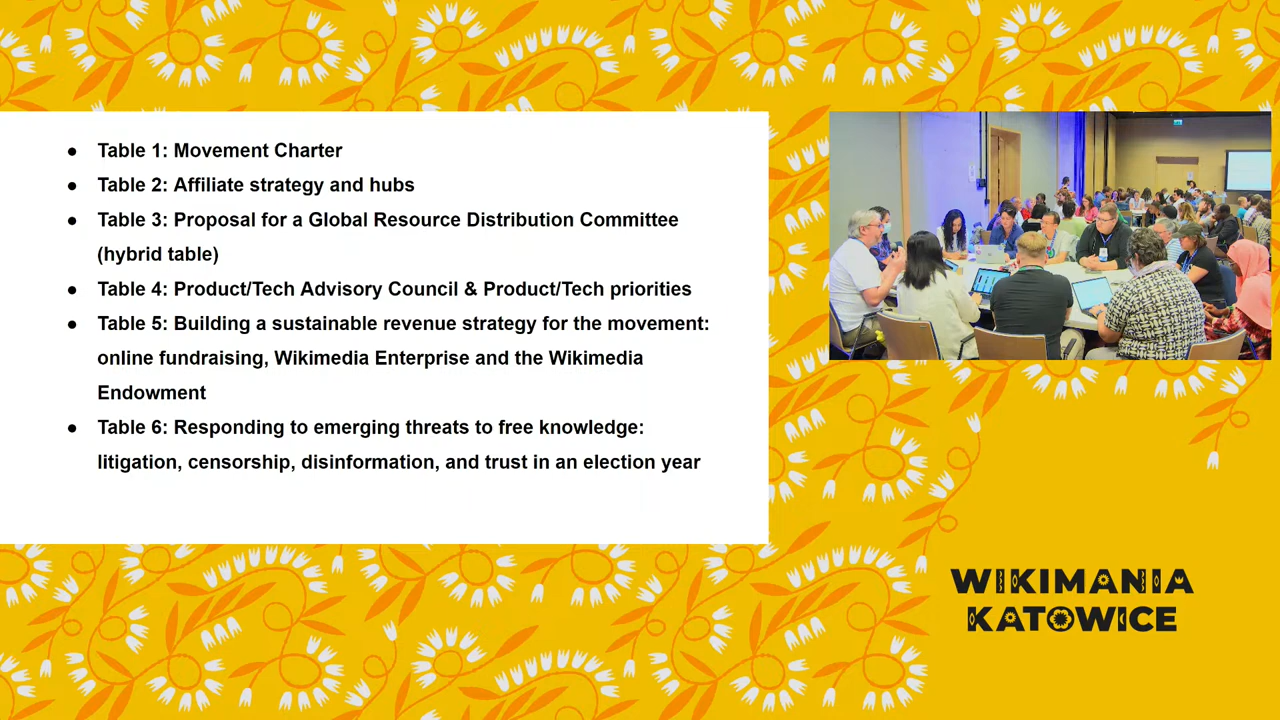 ● Table 1: Movement Charter
● Table 2: Affiliate strategy and hubs
● Table 3: Proposal for a Global Resource Distribution Committee
(hybrid table)
● Table 4: Product/Tech Advisory Council & Product/Tech priorities
● Table 5: Building a sustainable revenue strategy for the movement:
online fundraising, Wikimedia Enterprise and the Wikimedia
Endowment
● Table 6: Responding to emerging threats to free knowledge:
litigation, censorship, disinformation, and trust in an election year
WIKIMANIA
KATOWICE